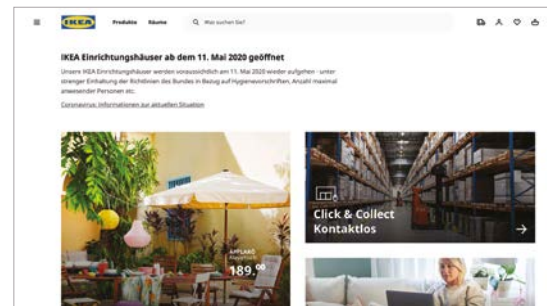 IKEA Produkte Räume Was suchen Sie?
IKEA Einrichtungshäuser ab dem 11. Mai 2020 geöffnet
Unsere IKEA Einrichtungshäuser werden voraussichtlich am 11. Mai 2020 wieder aufgehen - unter
strenger Einhaltung der Richtlinien des Bundes in Bezug auf Hygienevorschriften, Anzahl maximal
anwesender Personen etc.
Coronavirus: Informationen zur aktuellen Situation
Click & Collect
Kontaktlos
ÄPPLARÖ
189.00